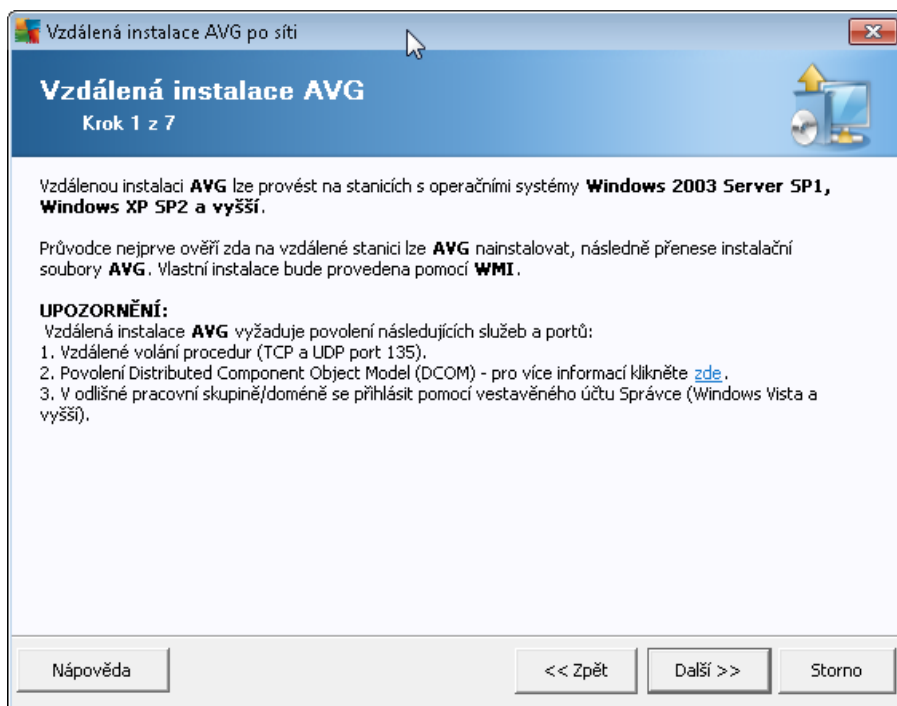 Vzdálená instalace AVG po síti
Vzdálená instalace AVG
Krok 1 z 7
Vzdálenou instalaci AVG lze provést na stanicích s operačními systémy Windows 2003 Server SP1,
Windows XP SP2 a vyšší.
Průvodce nejprve ověří zda na vzdálené stanici lze AVG nainstalovat, následně přenese instalační
soubory AVG. Vlastní instalace bude provedena pomocí WMI.
UPOZORNĚNÍ:
Vzdálená instalace AVG vyžaduje povolení následujících služeb a portů:
1. Vzdálené volání procedur (TCP a UDP port 135).
2. Povolení Distributed Component Object Model (DCOM) - pro více informací klikněte zde.
3. V odlišné pracovní skupině/doméně se přihlásit pomocí vestavěného účtu Správce (Windows Vista a
vyšší).
Nápověda
<< Zpět
Další >>
Storno